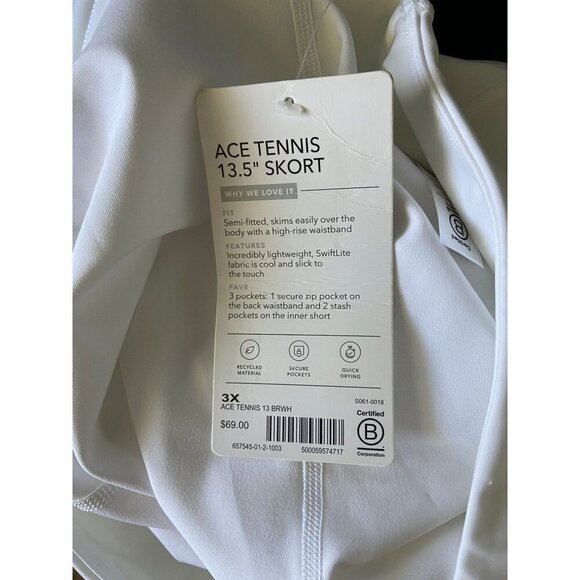 ACE TENNIS
13.5" SKORT
WHY WE LOVE IT
FIT
Semi-fitted, skims easily over the
body with a high-rise waistband
FEATURES
Incredibly lightweight, SwiftLite
fabric is cool and slick to
the touch
FAVE
3 pockets: 1 secure zip pocket on
the back waistband and 2 stash
pockets on the inner short
RECYCLED
MATERIAL
SECURE
POCKETS
QUICK
DRYING
3X
S061-0018
ACE TENNIS 13 BRWH
$69.00
657545-01-2-1003
500059574717
Certified
B
Corporation
B